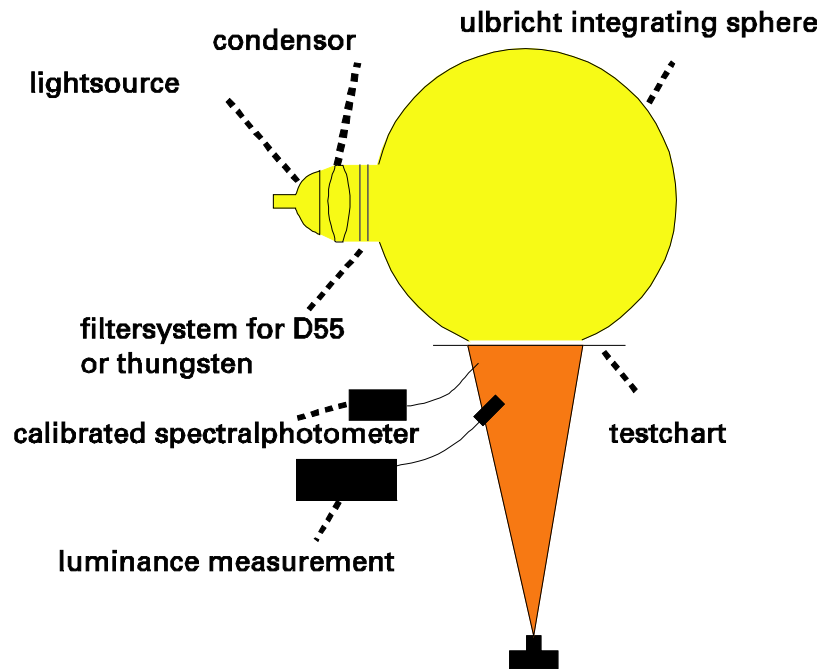 ulbricht integrating sphere
condensor
lightsource
filtersystem for D55
or thungsten
calibrated spectralphotometer
testchart
luminance measurement